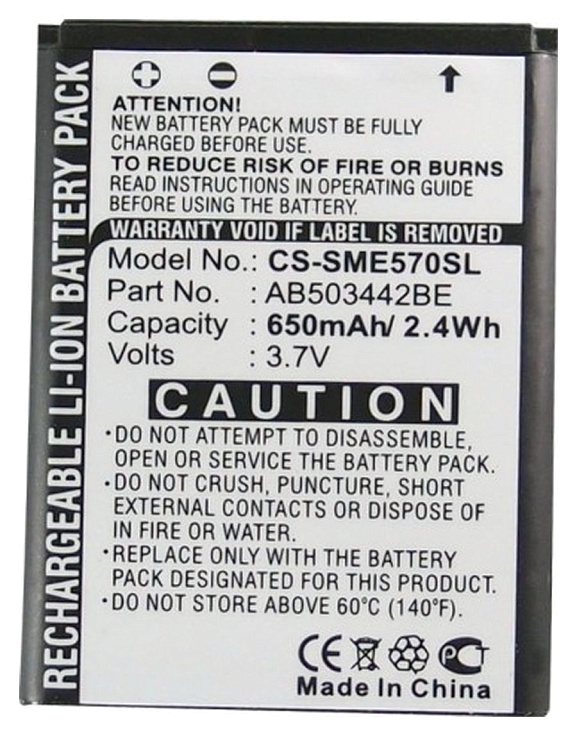 RECHARGEABLE LI-ION BATTERY PACK
ATTENTION!
NEW BATTERY PACK MUST BE FULLY
CHARGED BEFORE USE.
TO REDUCE RISK OF FIRE OR BURNS
READ INSTRUCTIONS IN OPERATING GUIDE
BEFORE USING THE BATTERY.
WARRANTY VOID IF LABEL IS REMOVED
Model No.: CS-SME570SL
Part No. : AB503442BE
Capacity : 650mAh/ 2.4Wh
Volts : 3.7V
CAUTION
·DO NOT ATTEMPT TO DISASSEMBLE,
OPEN OR SERVICE THE BATTERY PACK.
·DO NOT CRUSH, PUNCTURE, SHORT
EXTERNAL CONTACTS OR DISPOSE OF
IN FIRE OR WATER.
·REPLACE ONLY WITH THE BATTERY
PACK DESIGNATED FOR THIS PRODUCT.
·DO NOT STORE ABOVE 60°C (140°F).
CE PCT
Made in China